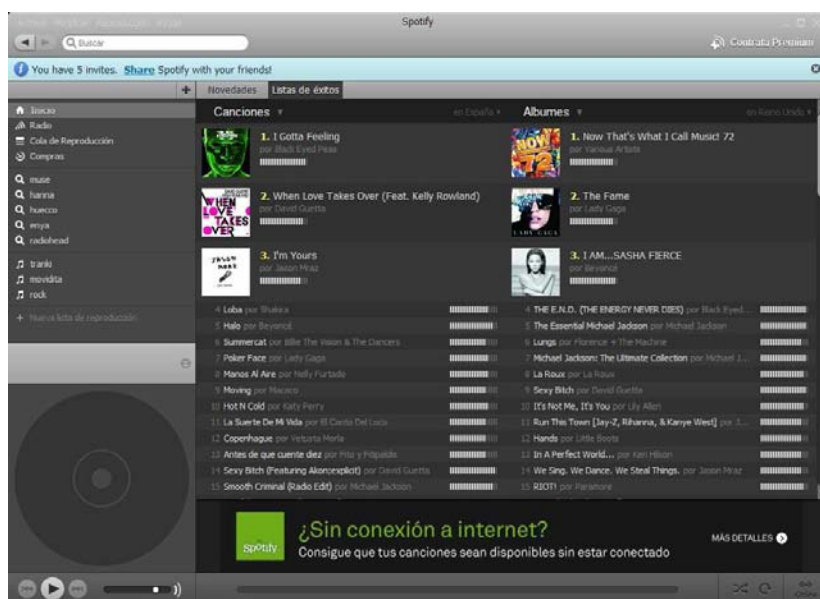 Spotify
Buscar
Contrata Premium
You have 5 invites. Share Spotify with your friends!
Novedades
Listas de éxitos
Inicio
Radio
Cola de Reproducción
Compras
muse
hanna
huecco
enya
radiohead
tranki
movidita
rock
Nueva lista de reproducción
Canciones
en España
1. I Gotta Feeling
por Black Eyed Peas
2. When Love Takes Over (Feat. Kelly Rowland)
por David Guetta
3. I'm Yours
por Jason Mraz
4 Loba por Shakira
5 Halo por Beyoncé
6 Summercat por Billie The Vision & The Dancers
7 Poker Face por Lady Gaga
8 Manos Al Aire por Nelly Furtado
9 Moving por Macaco
10 Hot N Cold por Katy Perry
11 La Suerte De Mi Vida por El Canto Del Loco
12 Copenhague por Vetusta Morla
13 Antes de que cuente diez por Fito y Fitipaldis
14 Sexy Bitch (Featuring Akon;explicit) por David Guetta
15 Smooth Criminal (Radio Edit) por Michael Jackson
Albumes
en Reino Unido
1. Now That's What I Call Music! 72
por Various Artists
2. The Fame
por Lady Gaga
3. I AM...SASHA FIERCE
por Beyoncé
4 THE E.N.D. (THE ENERGY NEVER DIES) por Black Eyed...
5 The Essential Michael Jackson por Michael Jackson
6 Lungs por Florence + The Machine
7 Michael Jackson: The Ultimate Collection por Michael J...
8 La Roux por La Roux
9 Sexy Bitch por David Guetta
10 It's Not Me, It's You por Lily Allen
11 Run This Town [Jay-Z, Rihanna, & Kanye West] por J...
12 Hands por Little Boots
13 In A Perfect World... por Keri Hilson
14 We Sing. We Dance. We Steal Things. por Jason Mraz
15 RIOT! por Paramore
NOW
72
WHEN
LOVE
TAKES
OVER
LADY GAGA
JASON
MRAZ
Spotify
¿Sin conexión a internet?
Consigue que tus canciones sean disponibles sin estar conectado
MÁS DETALLES